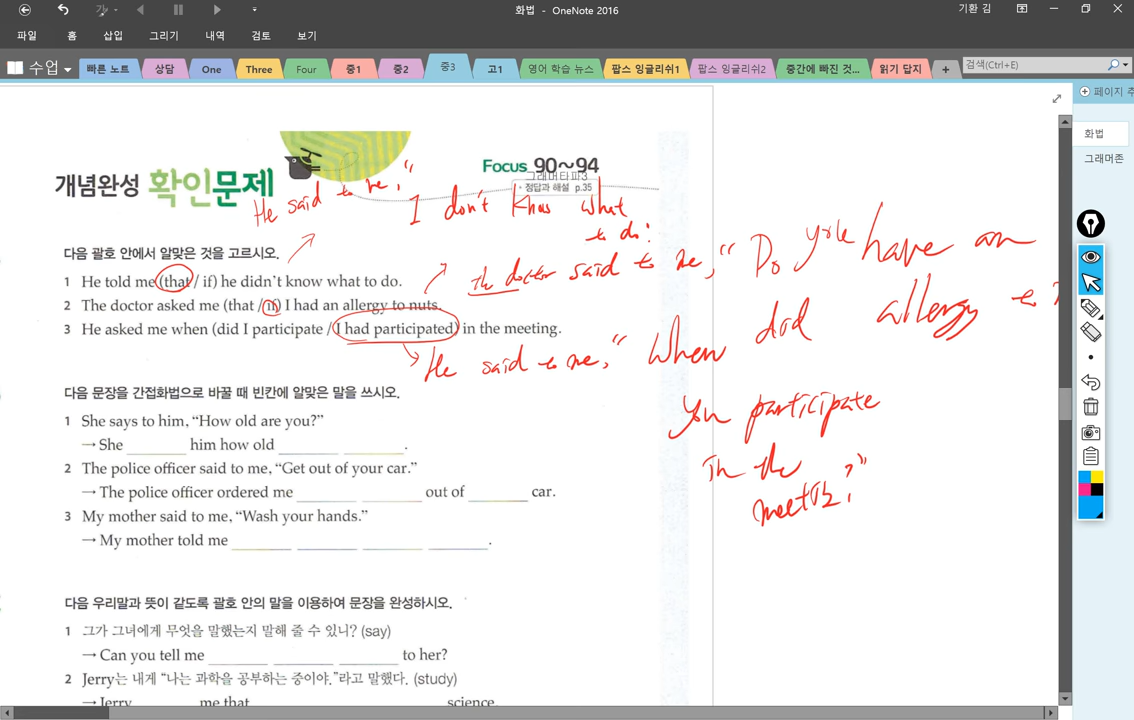 화법 - OneNote 2016
기환 김
파일 홈 삽입 그리기 내역 검토 보기
수업 빠른 노트 상담 One Three Four 중1 중2 중3 고1 영어 학습 뉴스 팝스 잉글리쉬1 팝스 잉글리쉬2 중간에 빠진 것... 읽기 답지 + 검색(Ctrl+E)
페이지 추
화법
그래머존
개념완성 확인문제
Focus 90~94
그래머타파3
정답과 해설 p.35
He said to me, "
I don't know what
to do."
다음 괄호 안에서 알맞은 것을 고르시오.
1 He told me (that / if) he didn't know what to do.
2 The doctor asked me (that / if) I had an allergy to nuts.
3 He asked me when (did I participate / I had participated) in the meeting.
The doctor said to me, " Do you have an
allergy to
He said to me, " When did
you participate
in the
meeting?"
다음 문장을 간접화법으로 바꿀 때 빈칸에 알맞은 말을 쓰시오.
1 She says to him, “How old are you?”
→ She ______ him how old ______ ______.
2 The police officer said to me, “Get out of your car.”
→ The police officer ordered me ______ ______ out of ______ car.
3 My mother said to me, “Wash your hands.”
→ My mother told me ______ ______ ______ ______.
다음 우리말과 뜻이 같도록 괄호 안의 말을 이용하여 문장을 완성하시오.
1 그가 그녀에게 무엇을 말했는지 말해 줄 수 있니? (say)
→ Can you tell me ______ ______ ______ to her?
2 Jerry는 내게 “나는 과학을 공부하는 중이야.”라고 말했다. (study)
→ Jerry ______ me that ______ ______ ______ science.